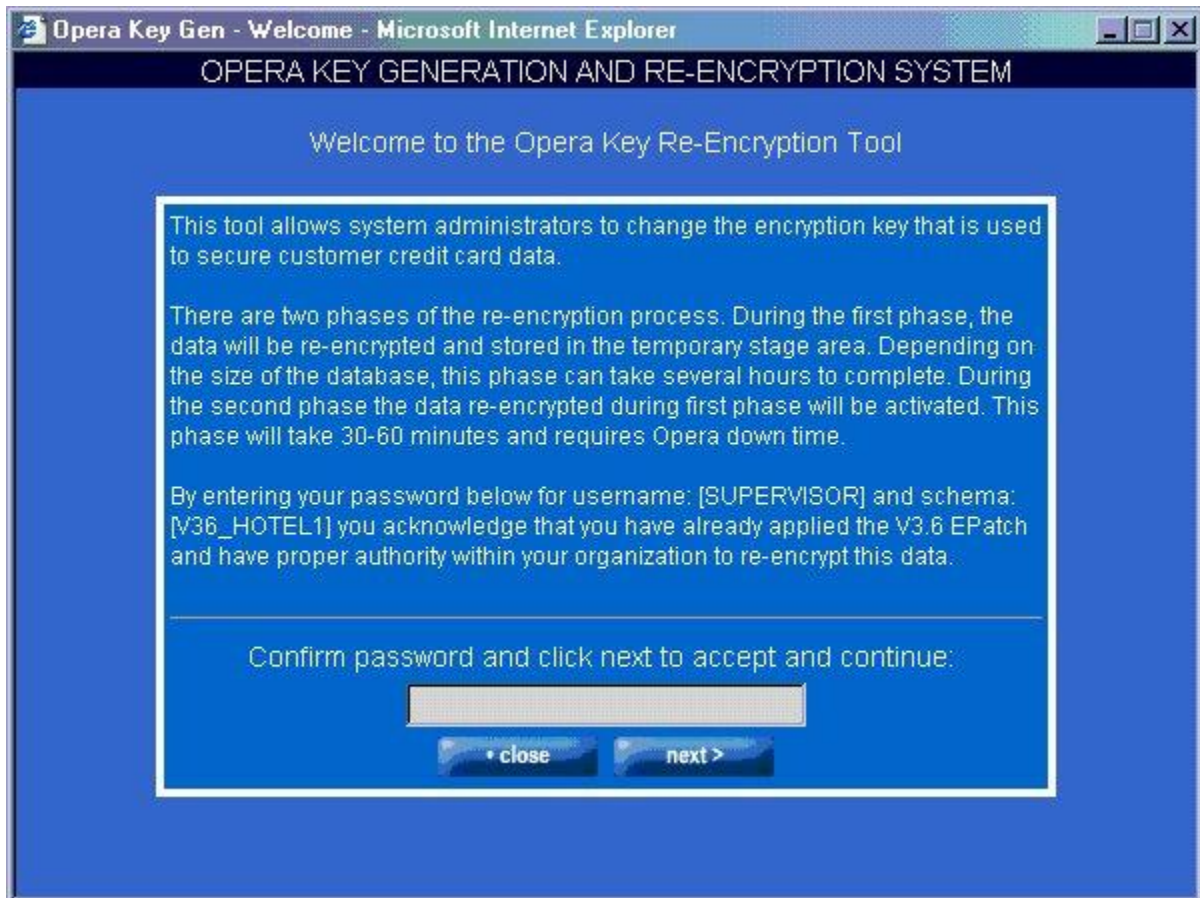 Opera Key Gen - Welcome - Microsoft Internet Explorer
OPERA KEY GENERATION AND RE-ENCRYPTION SYSTEM
Welcome to the Opera Key Re-Encryption Tool
This tool allows system administrators to change the encryption key that is used
to secure customer credit card data.
There are two phases of the re-encryption process. During the first phase, the
data will be re-encrypted and stored in the temporary stage area. Depending on
the size of the database, this phase can take several hours to complete. During
the second phase the data re-encrypted during first phase will be activated. This
phase will take 30-60 minutes and requires Opera down time.
By entering your password below for username: [SUPERVISOR] and schema:
[V36_HOTEL1] you acknowledge that you have already applied the V3.6 EPatch
and have proper authority within your organization to re-encrypt this data.
Confirm password and click next to accept and continue:
• close next >